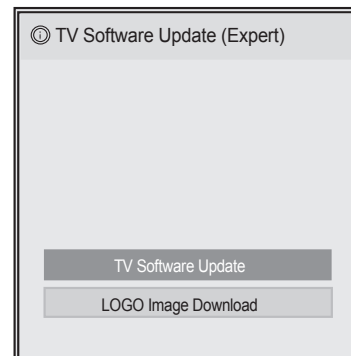 ⓘ TV Software Update (Expert)
TV Software Update
LOGO Image Download